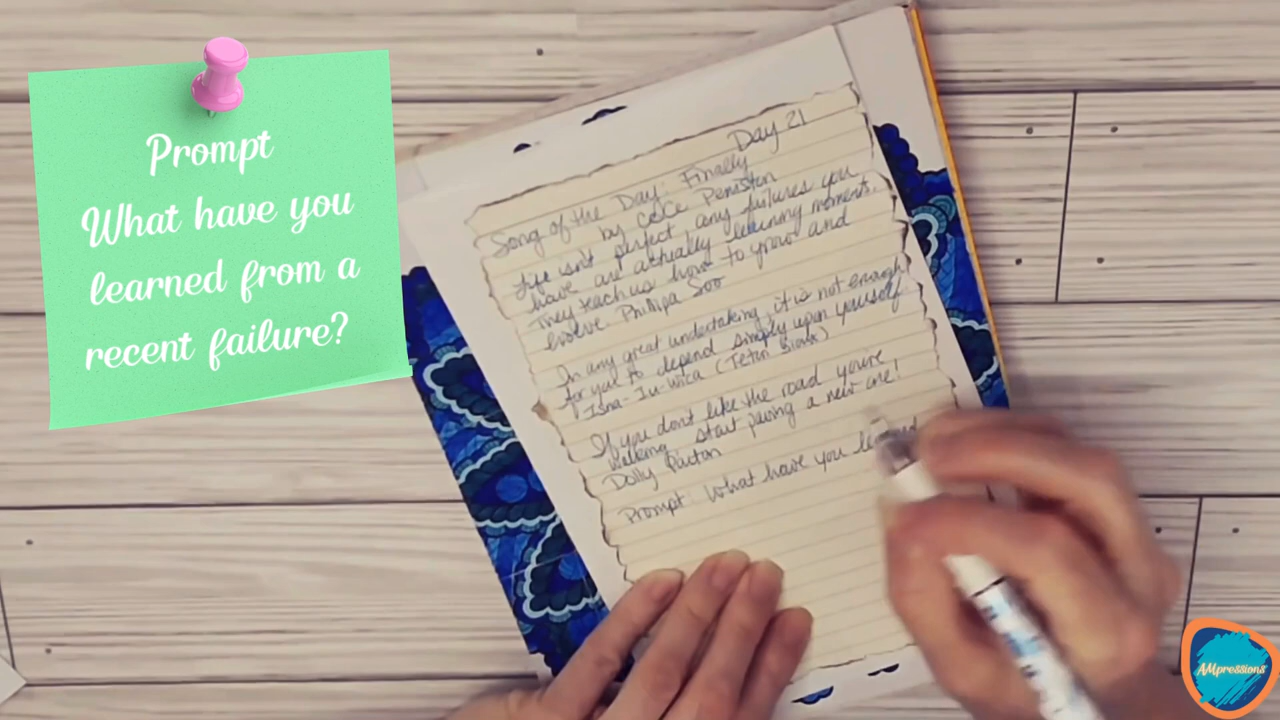 Prompt
What have you
learned from a
recent failure?
Day 21
Song of the Day: Finally
by CeCe Peniston
Life isn't perfect, any failures you
have are actually learning moments.
They teach us how to grow and
evolve. Phillipa Soo
In any great undertaking, it is not enough
for you to depend simply upon yourself
Isna-la-wica (Teton Sioux)
If you don't like the road you're
walking, start paving a new one!
Dolly Parton
Prompt: What have you learned
AMpressions